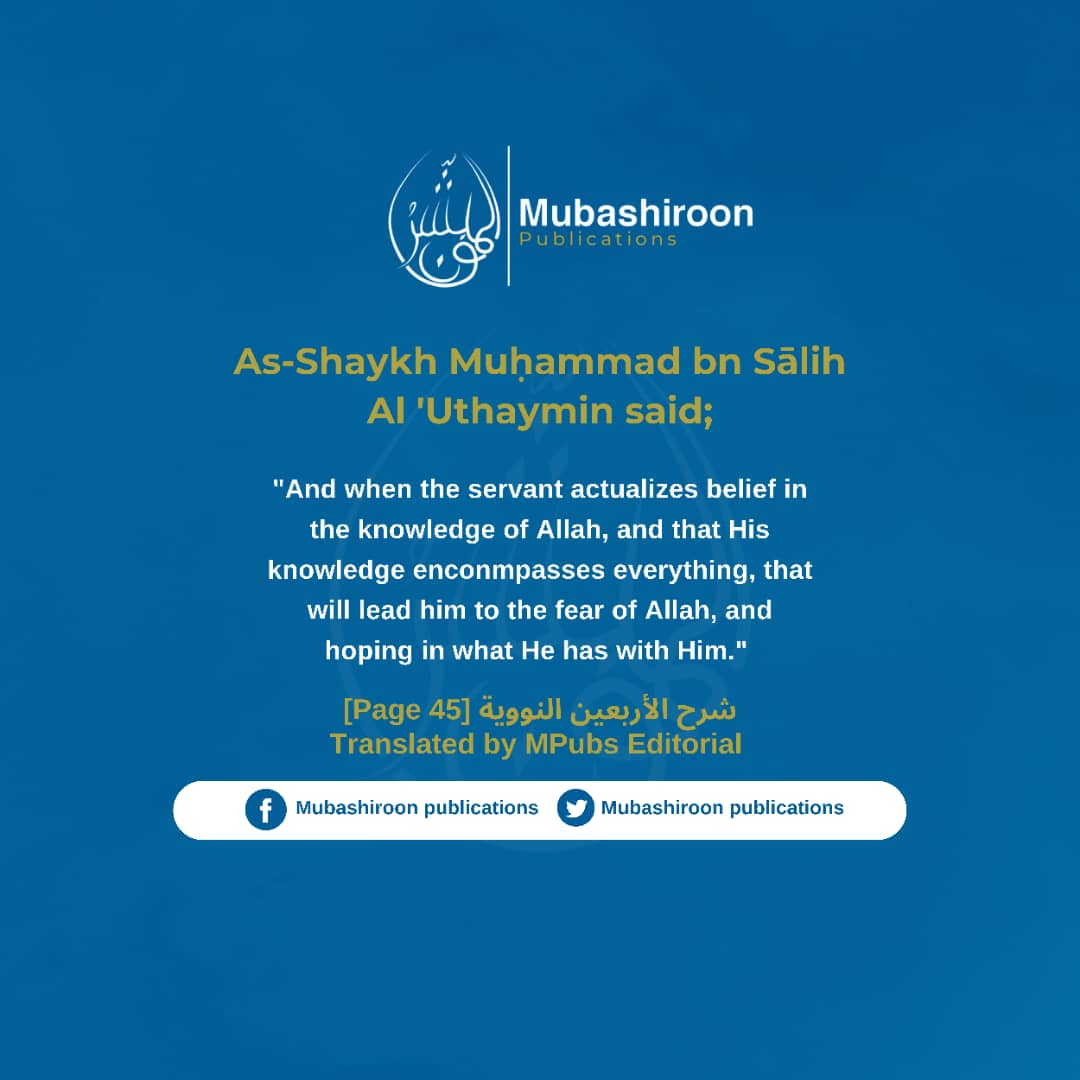 المبشرون
Mubashiroon
Publications
As-Shaykh Muḥammad bn Sālih
Al 'Uthaymin said;
"And when the servant actualizes belief in
the knowledge of Allah, and that His
knowledge enconmpasses everything, that
will lead him to the fear of Allah, and
hoping in what He has with Him."
[Page 45] شرح الأربعين النووية
Translated by MPubs Editorial
Mubashiroon publications Mubashiroon publications